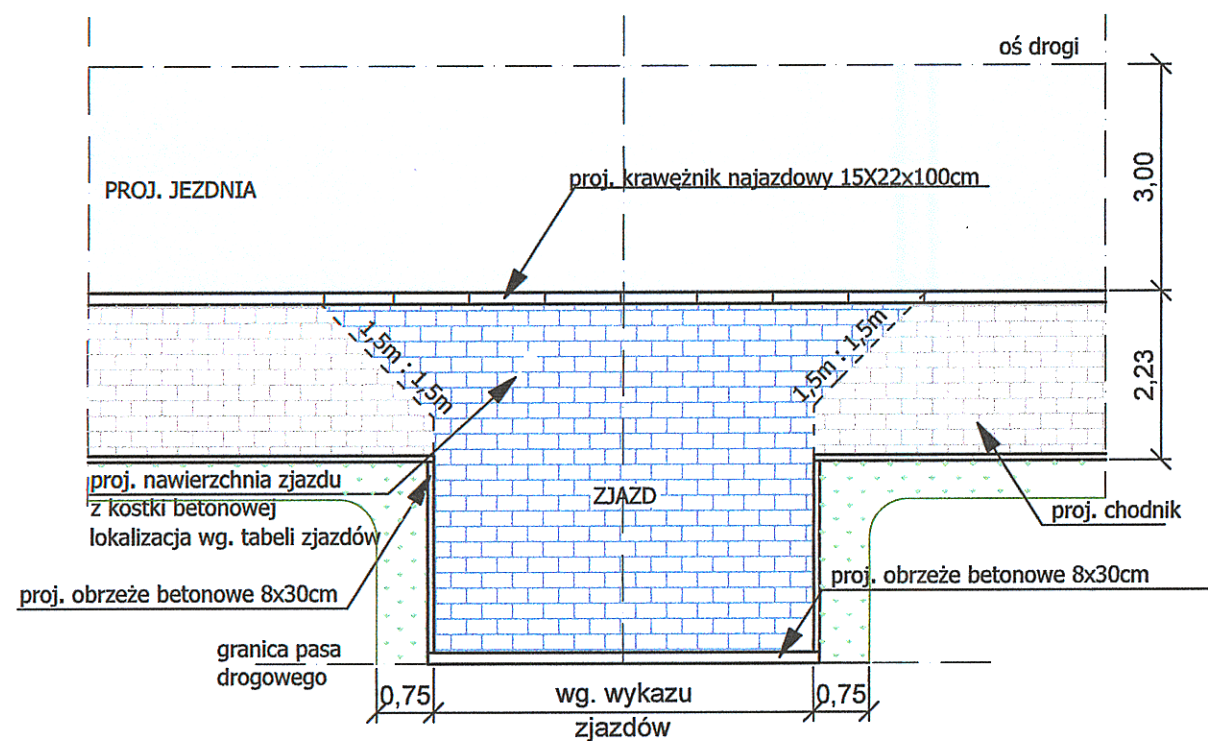 oś drogi
PROJ. JEZDNIA
proj. krawężnik najazdowy 15X22x100cm
3,00
1,5m : 1,5m
1,5m : 1,5m
2,23
proj. nawierzchnia zjazdu
z kostki betonowej
lokalizacja wg. tabeli zjazdów
ZJAZD
proj. chodnik
proj. obrzeże betonowe 8x30cm
proj. obrzeże betonowe 8x30cm
granica pasa
drogowego
0,75
wg. wykazu
zjazdów
0,75